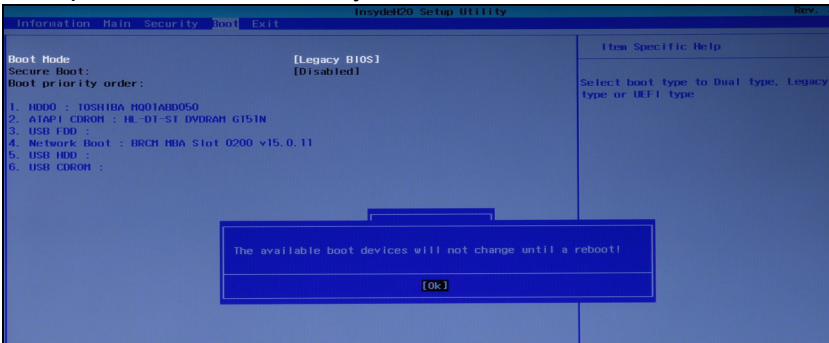 InsydeH20 Setup Utility
Rev.
Information Main Security Boot Exit
Item Specific Help
Boot Mode [Legacy BIOS]
Secure Boot: [Disabled]
Boot priority order:
Select boot type to Dual type, Legacy
type or UEFI type
1. HDD0 : TOSHIBA MQ01ABD050
2. ATAPI CDROM : HL-DT-ST DVDRAM GT51N
3. USB FDD :
4. Network Boot : BRCM MBA Slot 0200 v15.0.11
5. USB HDD :
6. USB CDROM :
The available boot devices will not change until a reboot!
[Ok]